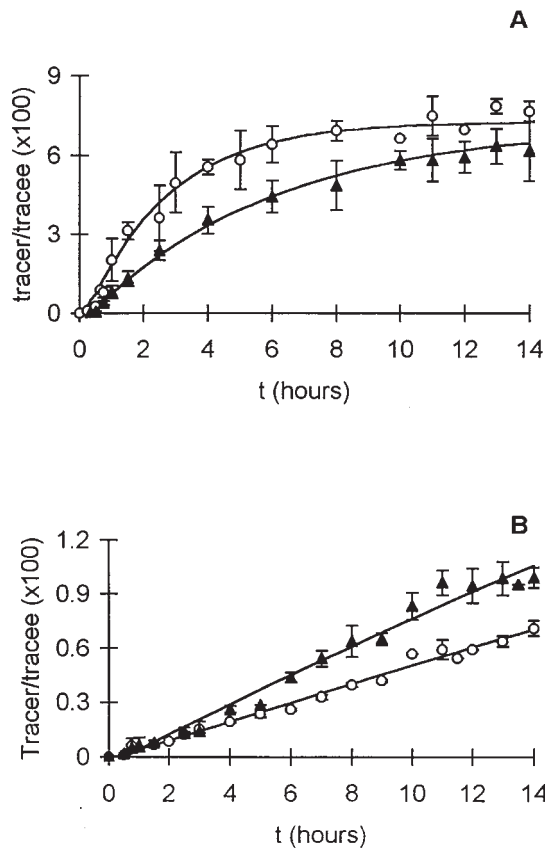 A
tracer/tracee (x100)
9
6
3
0
0 2 4 6 8 10 12 14
t (hours)
B
Tracer/tracee (x100)
1.2
0.9
0.6
0.3
0
0 2 4 6 8 10 12 14
t (hours)